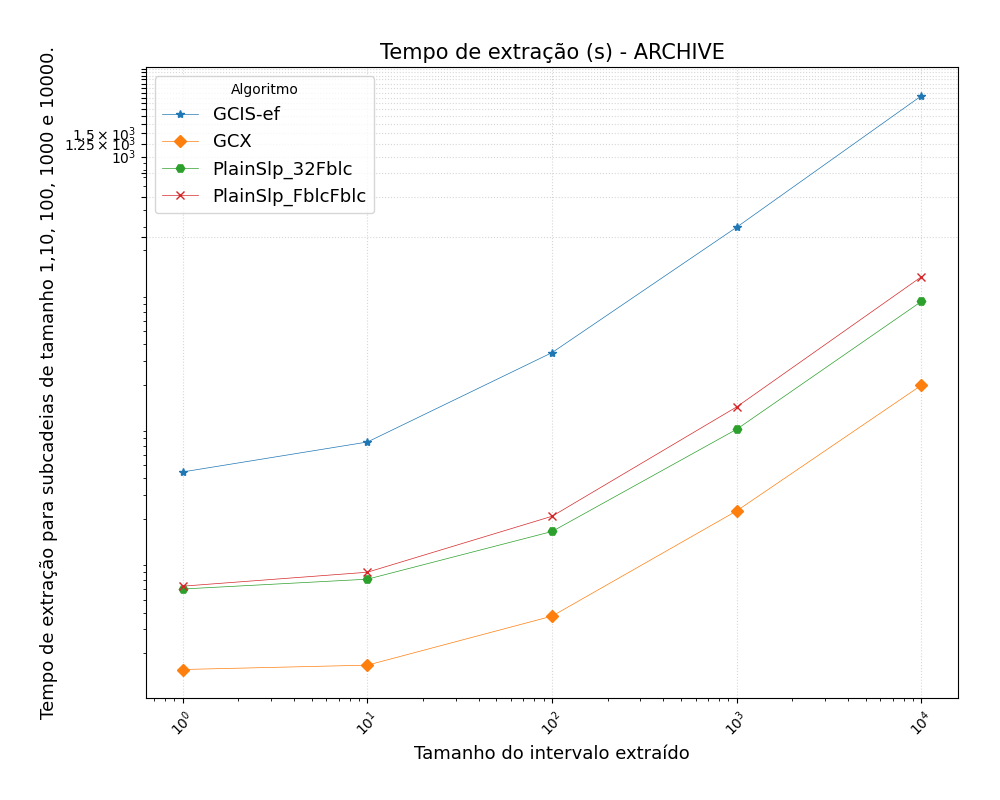 Tempo de extração (s) - ARCHIVE
Tempo de extração para subcadeias de tamanho 1,10, 100, 1000 e 10000.
1.5 × 10³
1.25 × 10³
10³
Algoritmo
GCIS-ef
GCX
PlainSlp_32Fblc
PlainSlp_FblcFblc
10⁰
10¹
10²
10³
10⁴
Tamanho do intervalo extraído